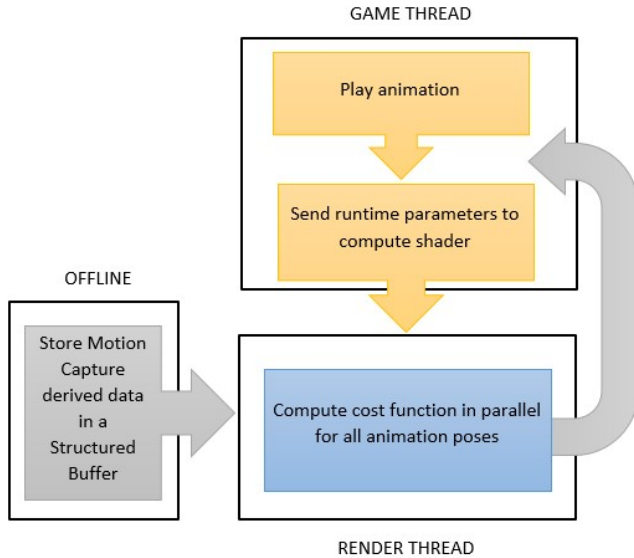 GAME THREAD
Play animation
Send runtime parameters to
compute shader
OFFLINE
Store Motion
Capture
derived data
in a
Structured
Buffer
Compute cost function in parallel
for all animation poses
RENDER THREAD